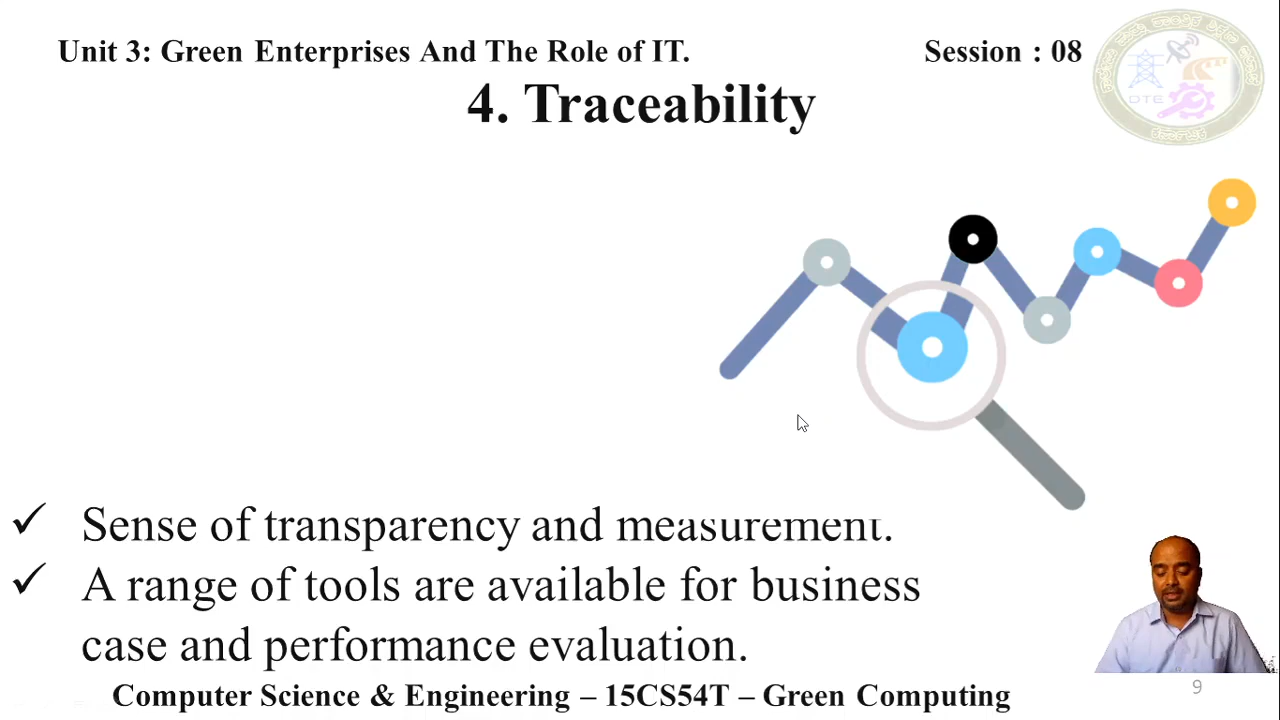 Unit 3: Green Enterprises And The Role of IT.
Session : 08
4. Traceability
DTE
✓ Sense of transparency and measurement.
✓ A range of tools are available for business
case and performance evaluation.
Computer Science & Engineering – 15CS54T – Green Computing
9